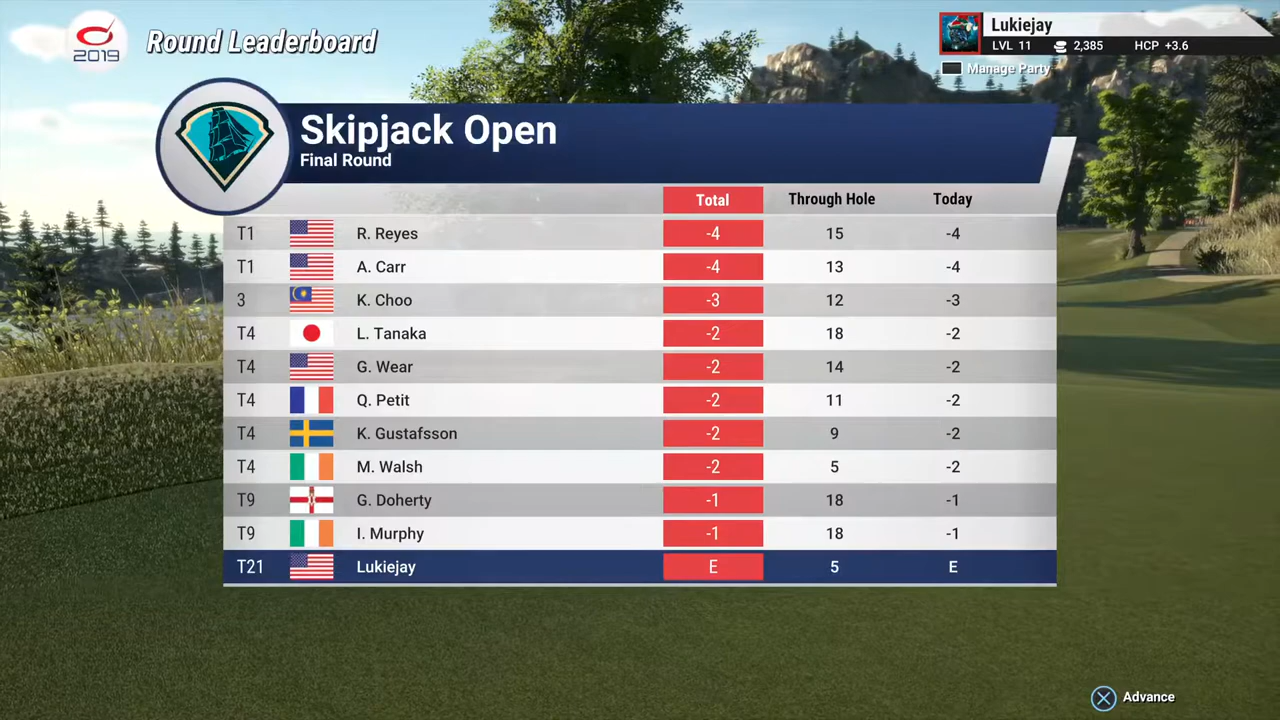 2019
Round Leaderboard
Lukiejay
LVL 11 2,385 HCP +3.6
Manage Party
Skipjack Open
Final Round
Total Through Hole Today
T1 R. Reyes -4 15 -4
T1 A. Carr -4 13 -4
3 K. Choo -3 12 -3
T4 L. Tanaka -2 18 -2
T4 G. Wear -2 14 -2
T4 Q. Petit -2 11 -2
T4 K. Gustafsson -2 9 -2
T4 M. Walsh -2 5 -2
T9 G. Doherty -1 18 -1
T9 I. Murphy -1 18 -1
T21 Lukiejay E 5 E
Advance